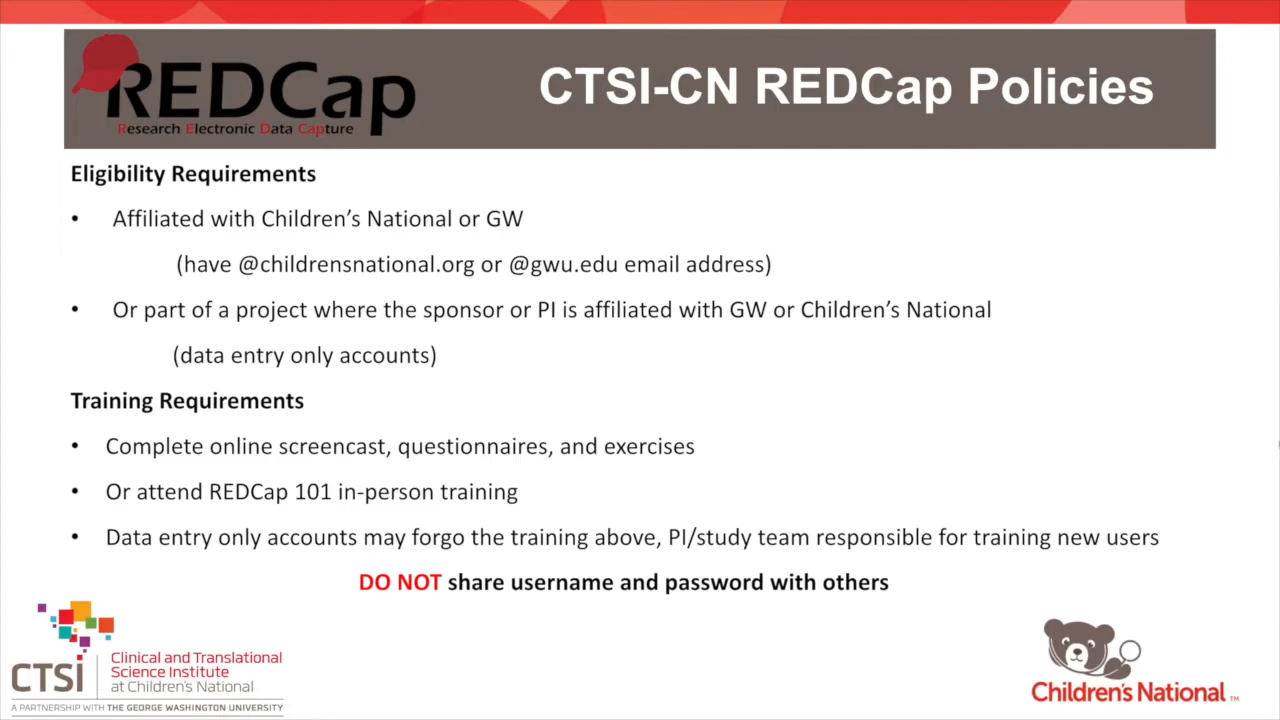 REDCap
Research Electronic Data Capture
CTSI-CN REDCap Policies
Eligibility Requirements
• Affiliated with Children’s National or GW
(have @childrensnational.org or @gwu.edu email address)
• Or part of a project where the sponsor or PI is affiliated with GW or Children’s National
(data entry only accounts)
Training Requirements
• Complete online screencast, questionnaires, and exercises
• Or attend REDCap 101 in-person training
• Data entry only accounts may forgo the training above, PI/study team responsible for training new users
DO NOT share username and password with others
CTSi
Clinical and Translational
Science Institute
at Children's National
A PARTNERSHIP WITH THE GEORGE WASHINGTON UNIVERSITY
Children's National ™